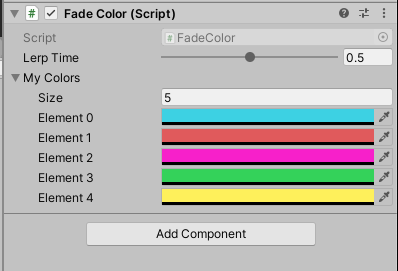 Fade Color (Script)
Script FadeColor
Lerp Time 0.5
My Colors
Size 5
Element 0
Element 1
Element 2
Element 3
Element 4
Add Component